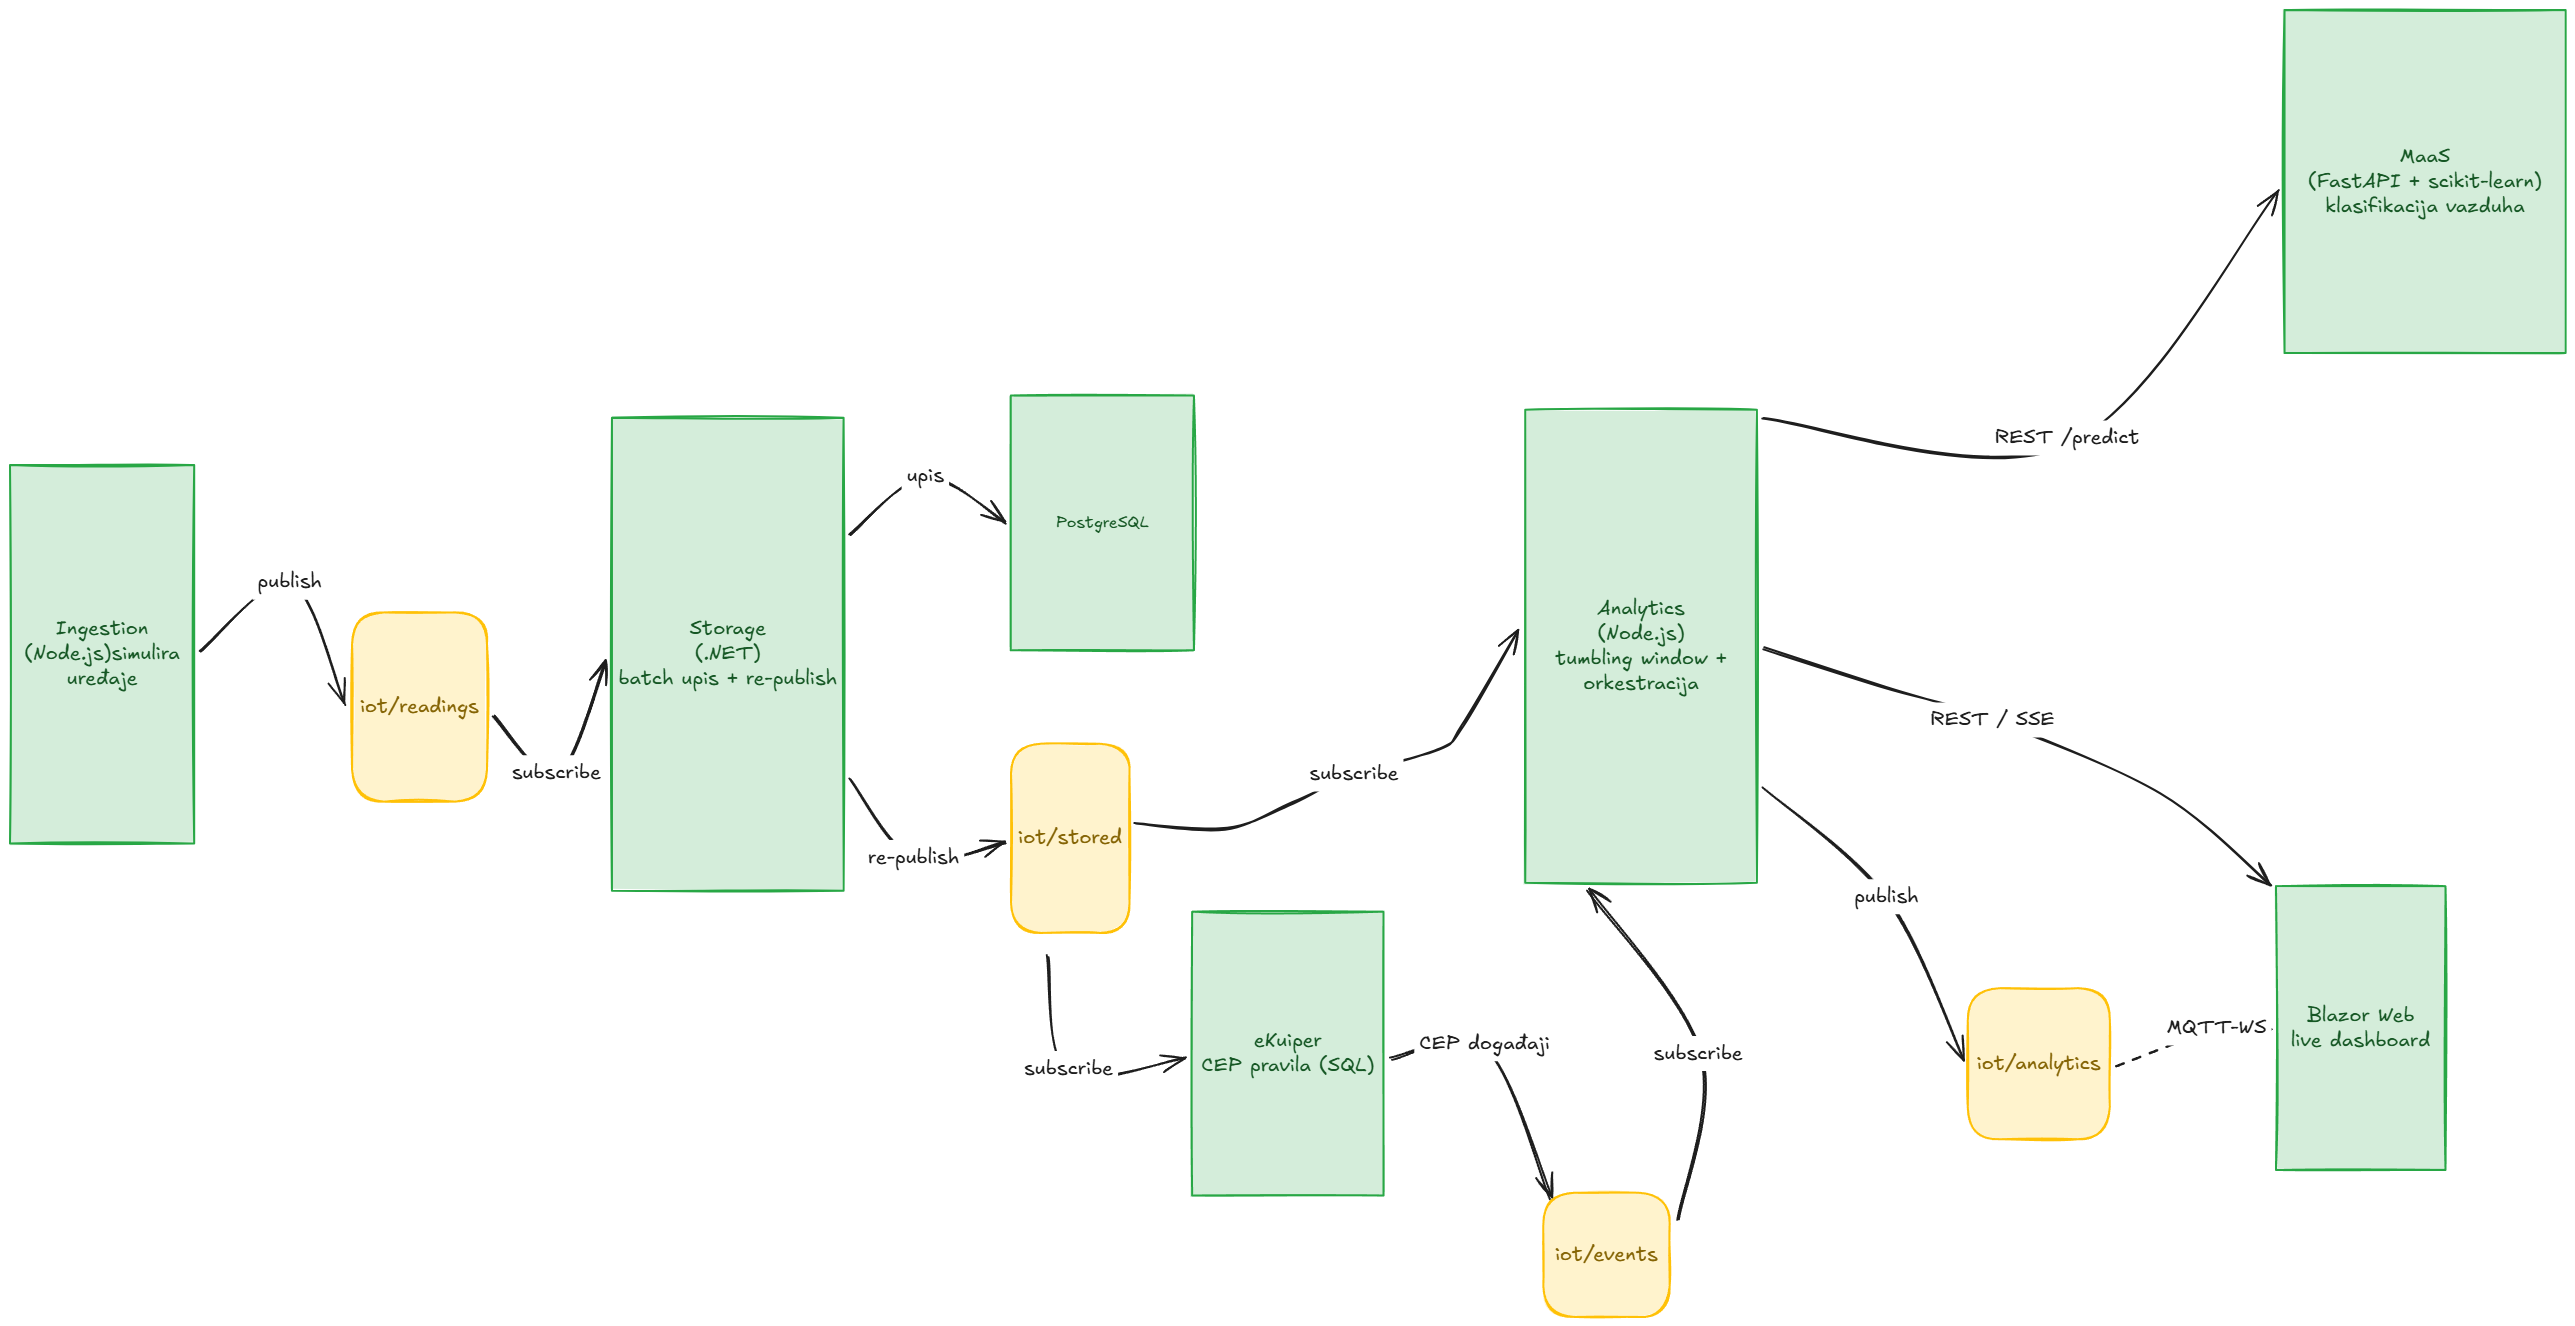 MaaS
(FastAPI + scikit-learn)
klasifikacija vazduha
REST /predict
upis
PostgreSQL
publish
Ingestion
(Node.js)simulira
uređaje
iot/readings
subscribe
Storage
(.NET)
batch upis + re-publish
re-publish
iot/stored
subscribe
Analytics
(Node.js)
tumbling window +
orkestracija
REST / SSE
publish
subscribe
eKuiper
CEP pravila (SQL)
CEP događaji
subscribe
iot/events
iot/analytics
MQTT-WS
Blazor Web
live dashboard